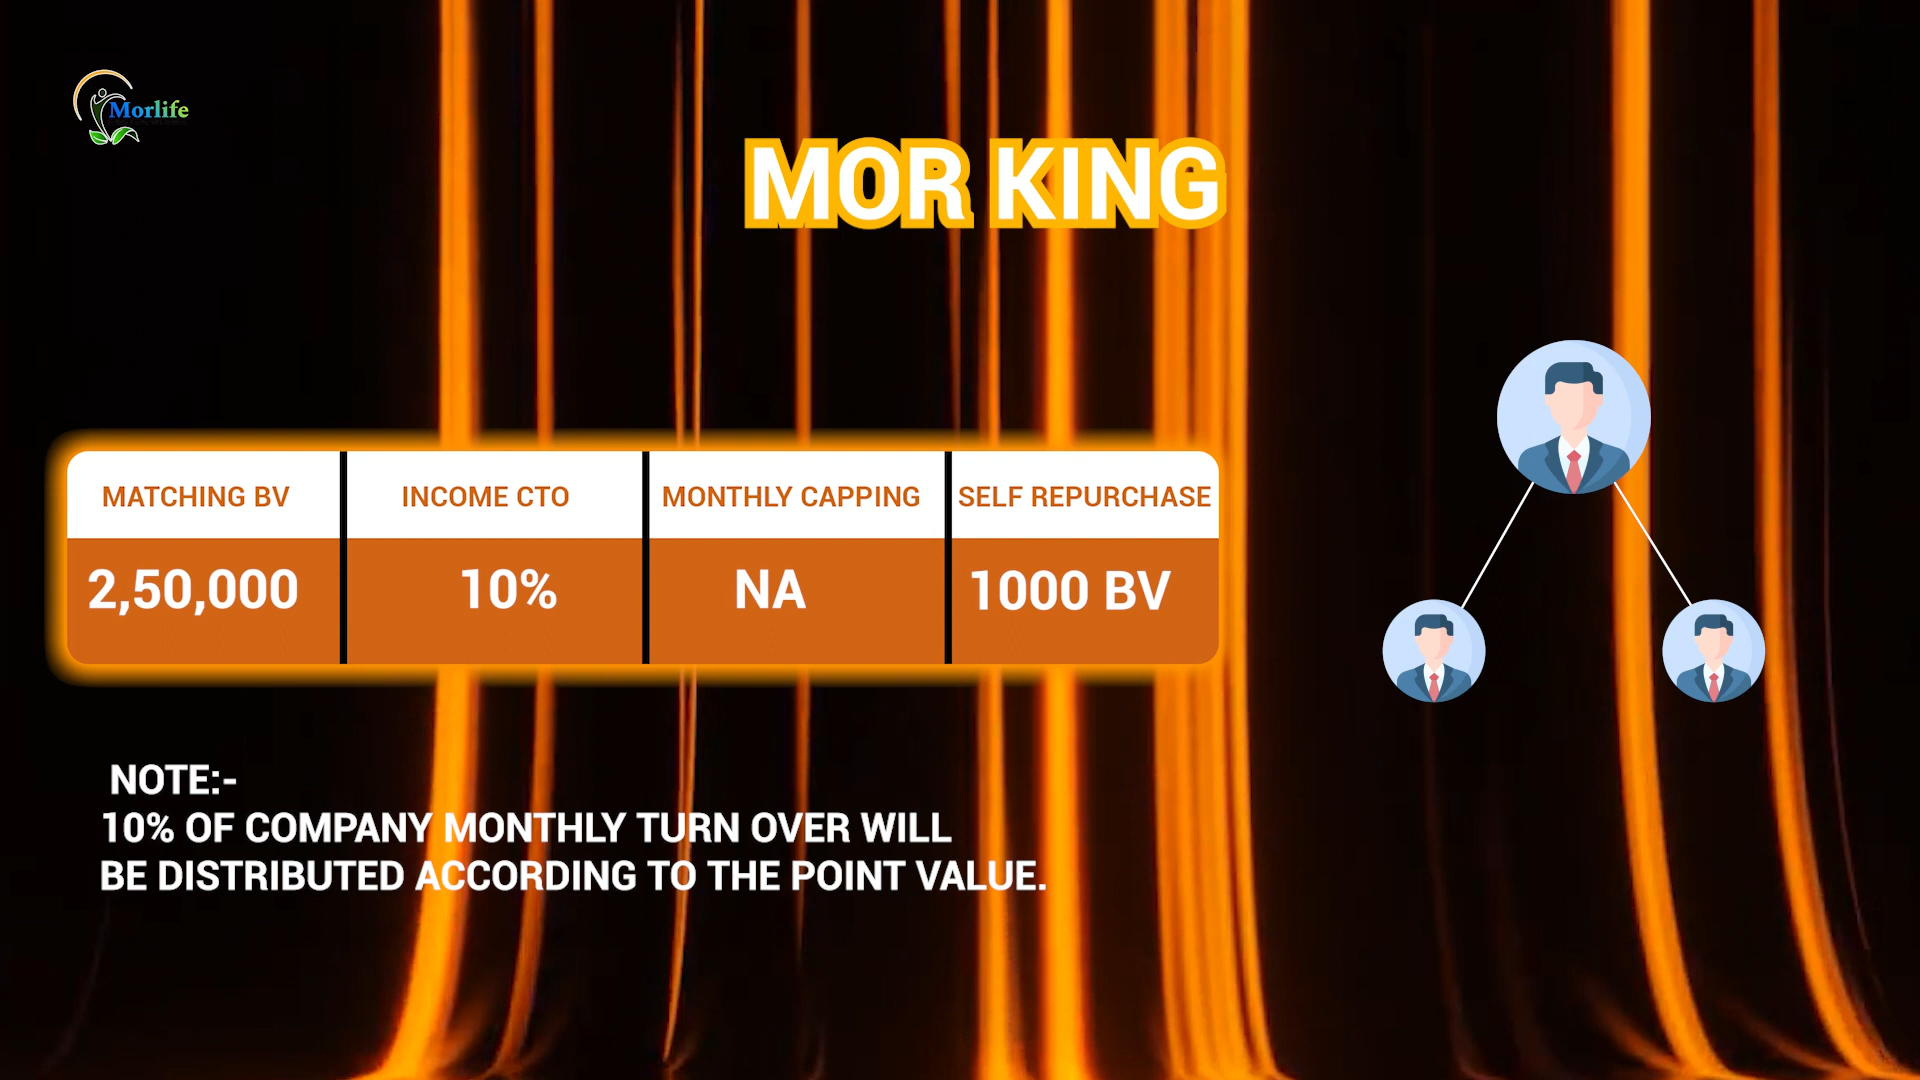 Morlife
MOR KING
MATCHING BV INCOME CTO MONTHLY CAPPING SELF REPURCHASE
2,50,000 10% NA 1000 BV
NOTE:-
10% OF COMPANY MONTHLY TURN OVER WILL
BE DISTRIBUTED ACCORDING TO THE POINT VALUE.